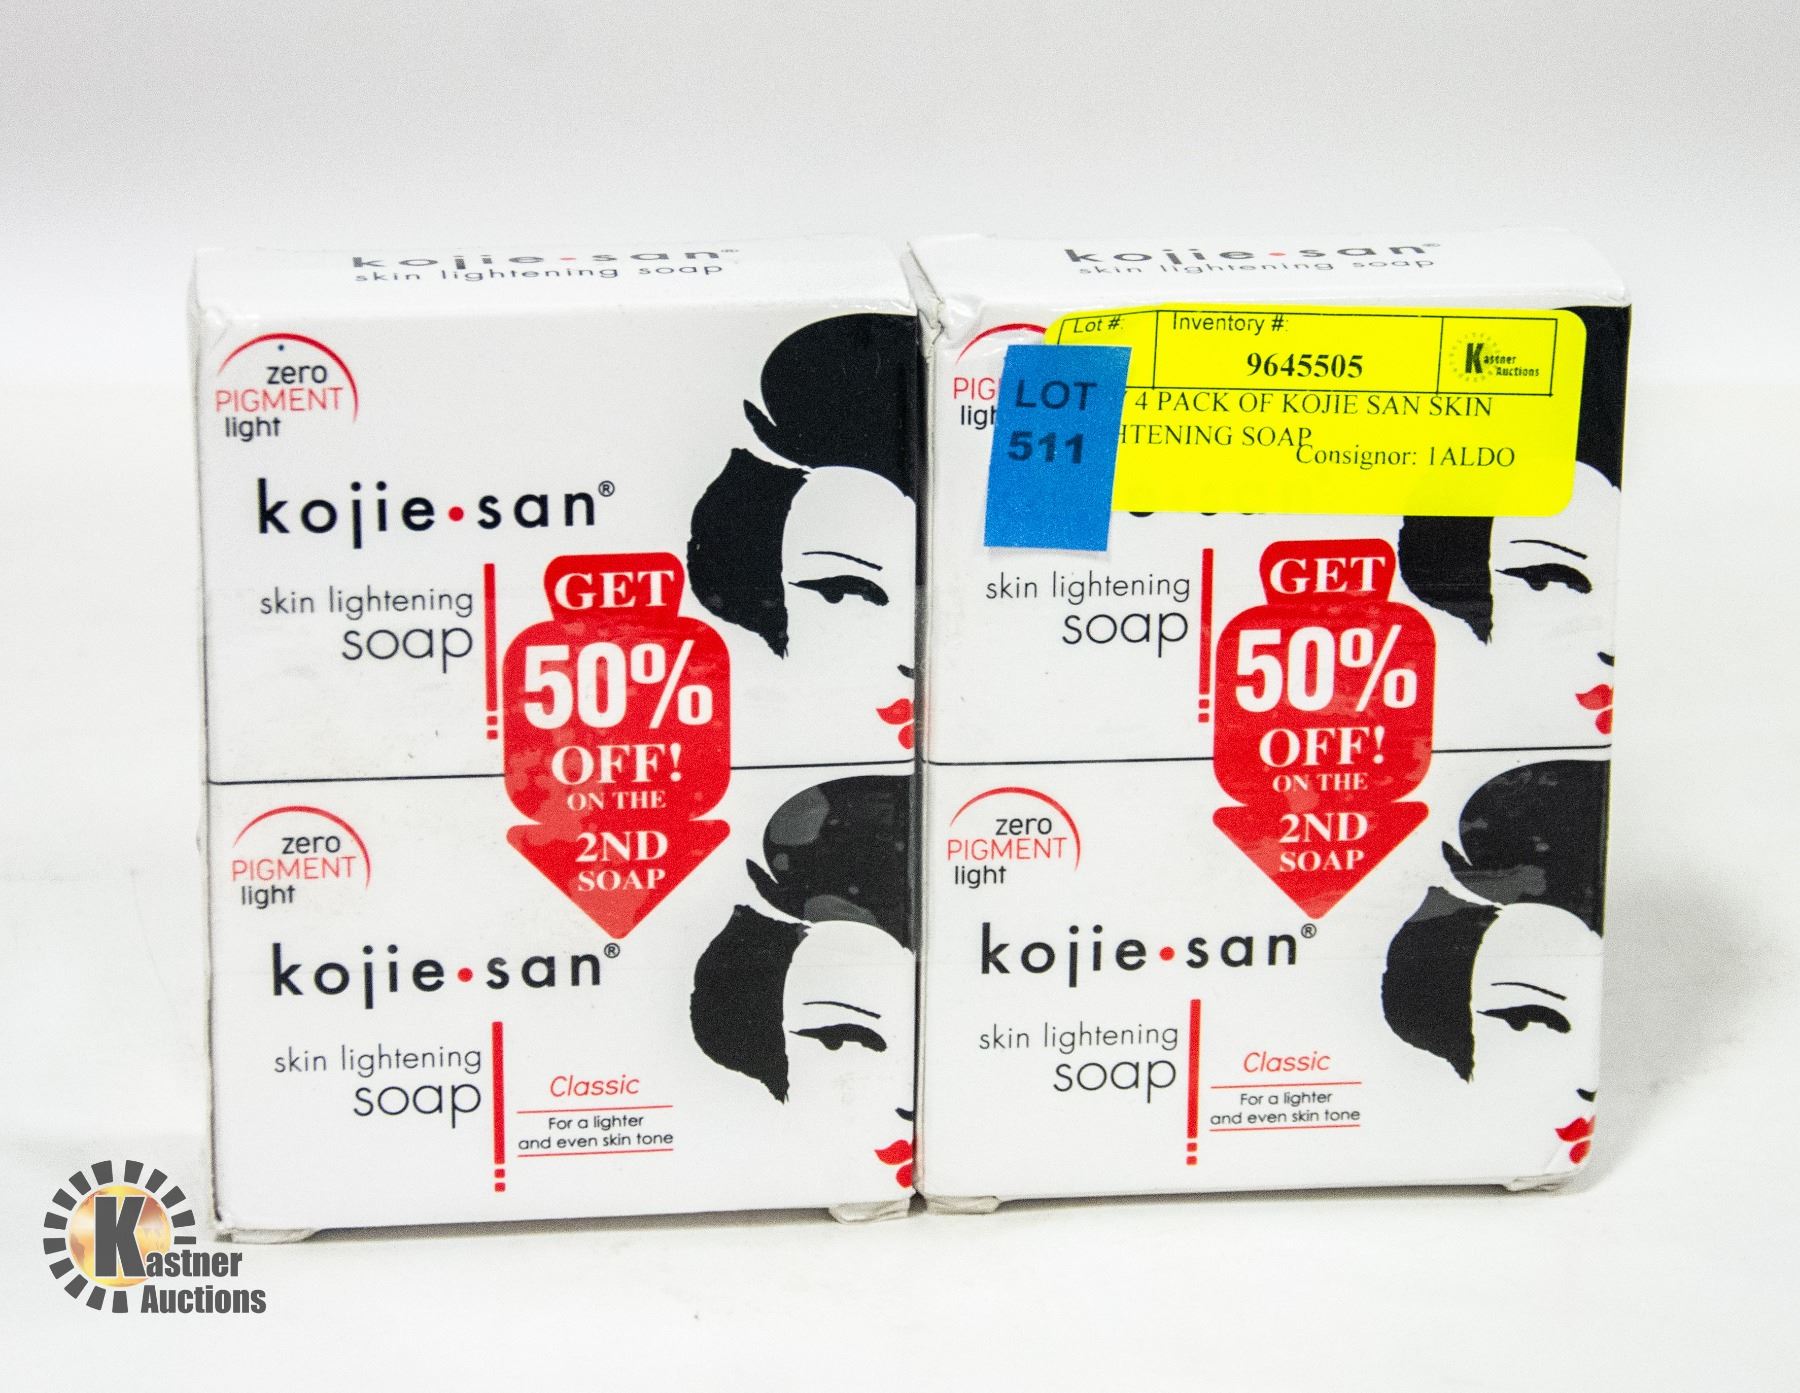 kojie•san®
skin lightening soap
zero
PIGMENT
light
kojie•san®
skin lightening
soap
GET
50%
OFF!
ON THE
2ND
SOAP
zero
PIGMENT
light
kojie•san®
skin lightening
soap
Classic
For a lighter
and even skin tone
kojie•san®
skin lightening soap
Lot #:
Inventory #:
9645505
Kastner
Auctions
4 PACK OF KOJIE SAN SKIN
HTENING SOAP
Consignor: 1ALDO
LOT
511
PIG
ligh
skin lightening
soap
GET
50%
OFF!
ON THE
2ND
SOAP
zero
PIGMENT
light
kojie•san®
skin lightening
soap
Classic
For a lighter
and even skin tone
Kastner
Auctions